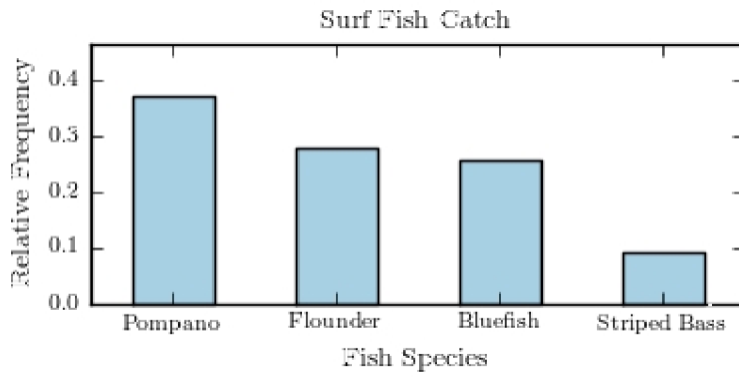 Surf Fish Catch
Relative Frequency
0.4
0.3
0.2
0.1
0.0
Pompano Flounder Bluefish Striped Bass
Fish Species